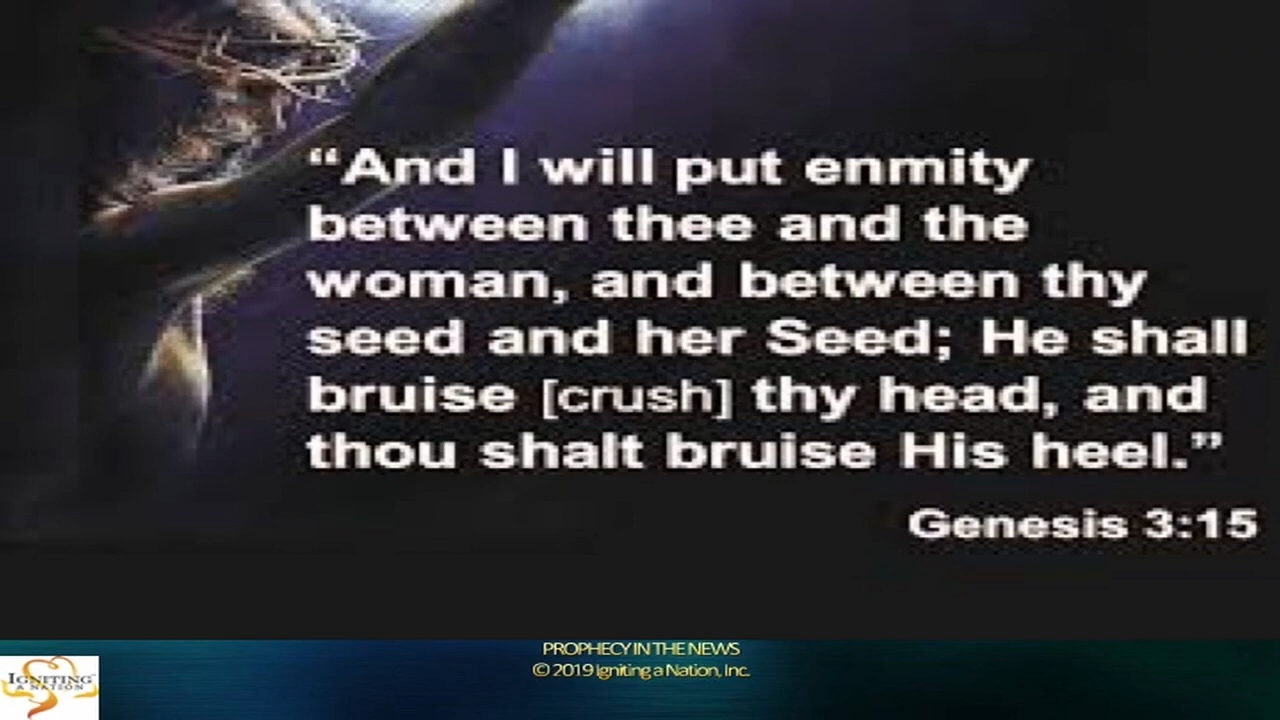 “And I will put enmity
between thee and the
woman, and between thy
seed and her Seed; He shall
bruise [crush] thy head, and
thou shalt bruise His heel.”
Genesis 3:15
PROPHECY IN THE NEWS
© 2019 Igniting a Nation, Inc.
IGNITING
A NATION